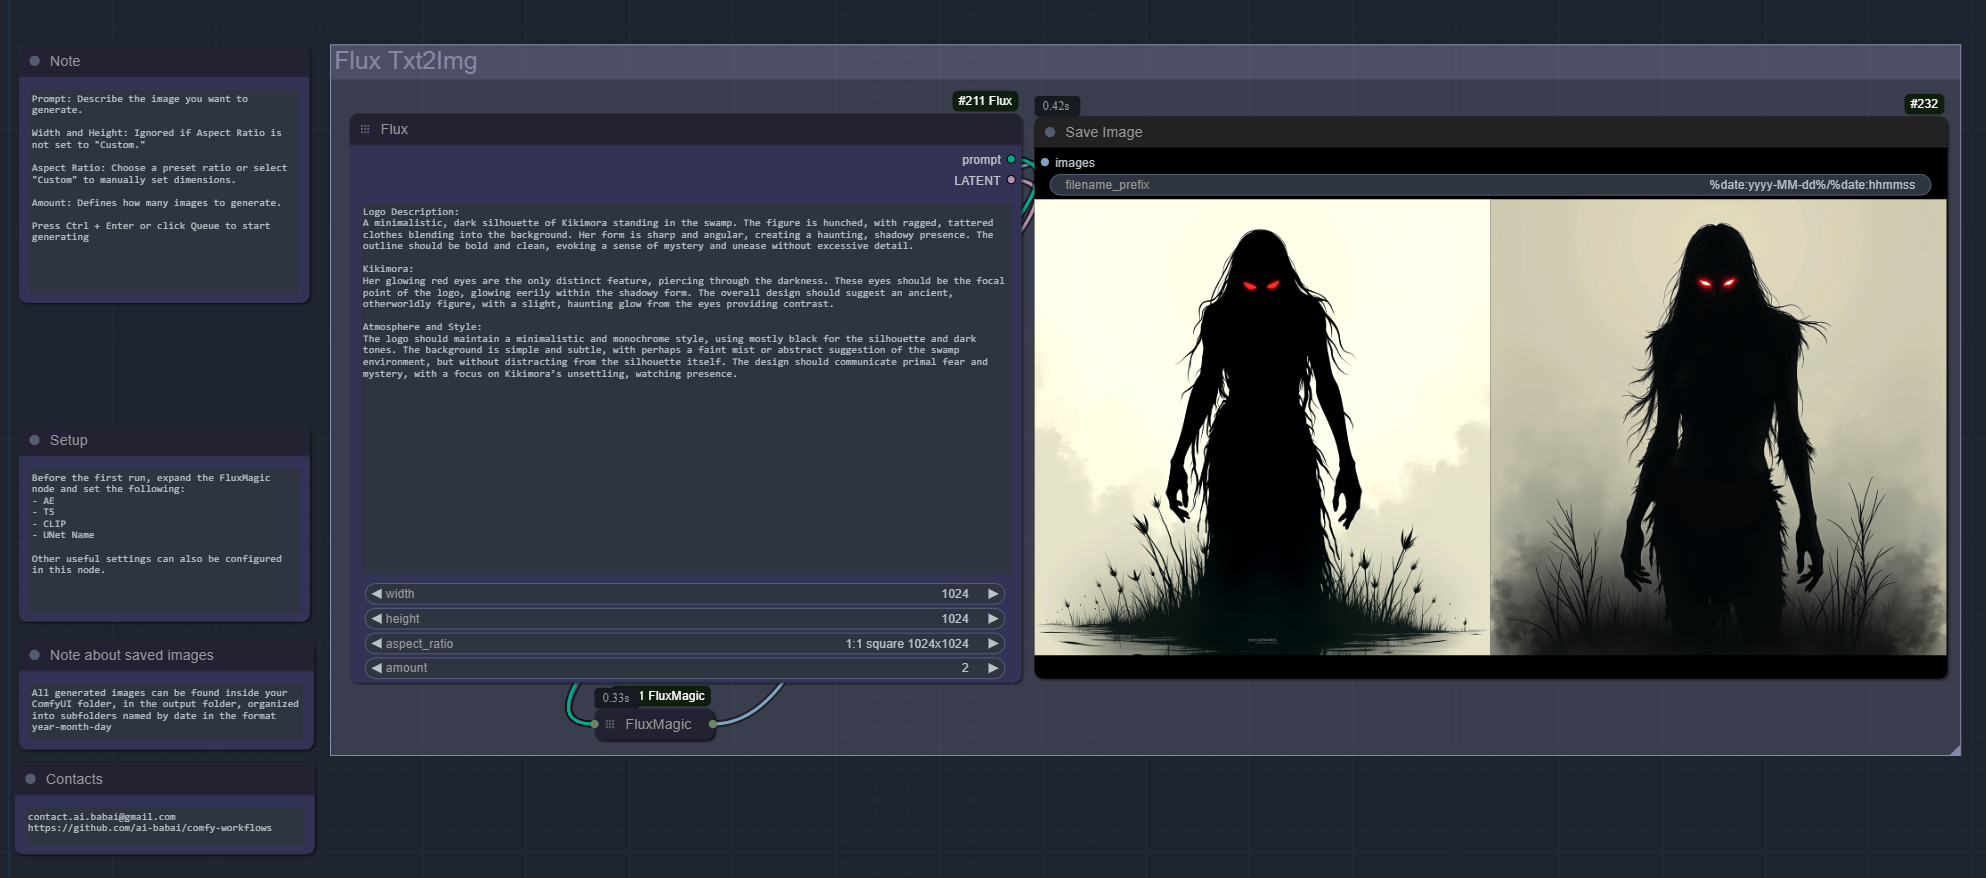 Note
Prompt: Describe the image you want to
generate.
Width and Height: Ignored if Aspect Ratio is
not set to "Custom."
Aspect Ratio: Choose a preset ratio or select
"Custom" to manually set dimensions.
Amount: Defines how many images to generate.
Press Ctrl + Enter or click Queue to start
generating
Setup
Before the first run, expand the FluxMagic
node and set the following:
- AE
- T5
- CLIP
- UNet Name
Other useful settings can also be configured
in this node.
Note about saved images
All generated images can be found inside your
ComfyUI folder, in the output folder, organized
into subfolders named by date in the format
year-month-day
Contacts
contact.ai.babai@gmail.com
https://github.com/ai-babai/comfy-workflows
Flux Txt2Img
#211 Flux
Flux
prompt
LATENT
Logo Description:
A minimalistic, dark silhouette of Kikimora standing in the swamp. The figure is hunched, with ragged, tattered
clothes blending into the background. Her form is sharp and angular, creating a haunting, shadowy presence. The
outline should be bold and clean, evoking a sense of mystery and unease without excessive detail.
Kikimora:
Her glowing red eyes are the only distinct feature, piercing through the darkness. These eyes should be the focal
point of the logo, glowing eerily within the shadowy form. The overall design should suggest an ancient,
otherworldly figure, with a slight, haunting glow from the eyes providing contrast.
Atmosphere and Style:
The logo should maintain a minimalistic and monochrome style, using mostly black for the silhouette and dark
tones. The background is simple and subtle, with perhaps a faint mist or abstract suggestion of the swamp
environment, but without distracting from the silhouette itself. The design should communicate primal fear and
mystery, with a focus on Kikimora's unsettling, watching presence.
width 1024
height 1024
aspect_ratio 1:1 square 1024x1024
amount 2
0.33s 1 FluxMagic
FluxMagic
0.42s
#232
Save Image
images
filename_prefix %date:yyyy-MM-dd%/%date:hhmmss